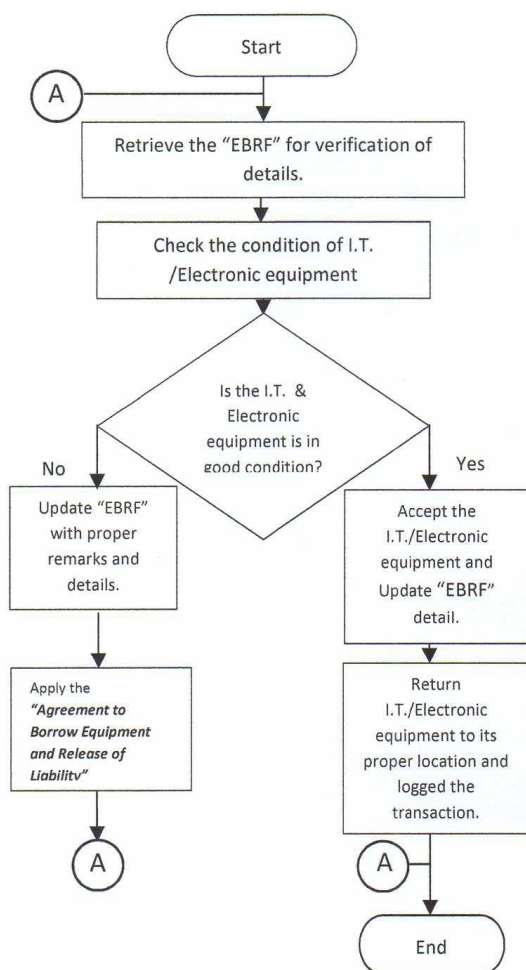 Start
A
Retrieve the “EBRF” for verification of
details.
Check the condition of I.T.
/Electronic equipment
Is the I.T. &
Electronic
equipment is in
good condition?
No
Yes
Update “EBRF”
with proper
remarks and
details.
Accept the
I.T./Electronic
equipment and
Update “EBRF”
detail.
Apply the
“Agreement to
Borrow Equipment
and Release of
Liability”
Return
I.T./Electronic
equipment to its
proper location and
logged the
transaction.
A
A
End